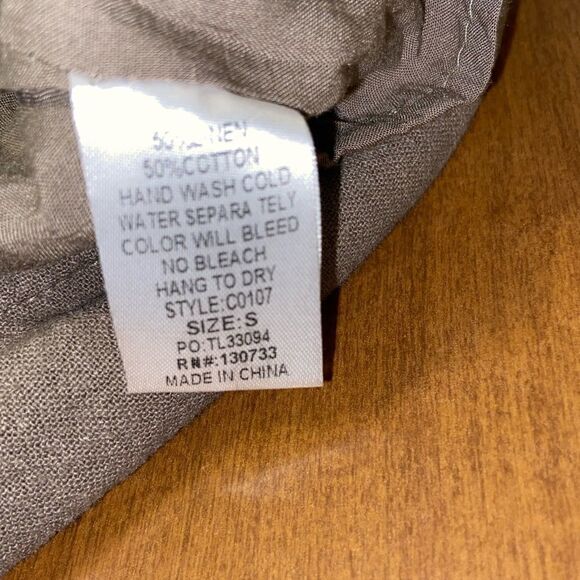 50%COTTON
HAND WASH COLD
WATER SEPARA TELY
COLOR WILL BLEED
NO BLEACH
HANG TO DRY
STYLE:C0107
SIZE:S
PO:TL33094
RN#:130733
MADE IN CHINA